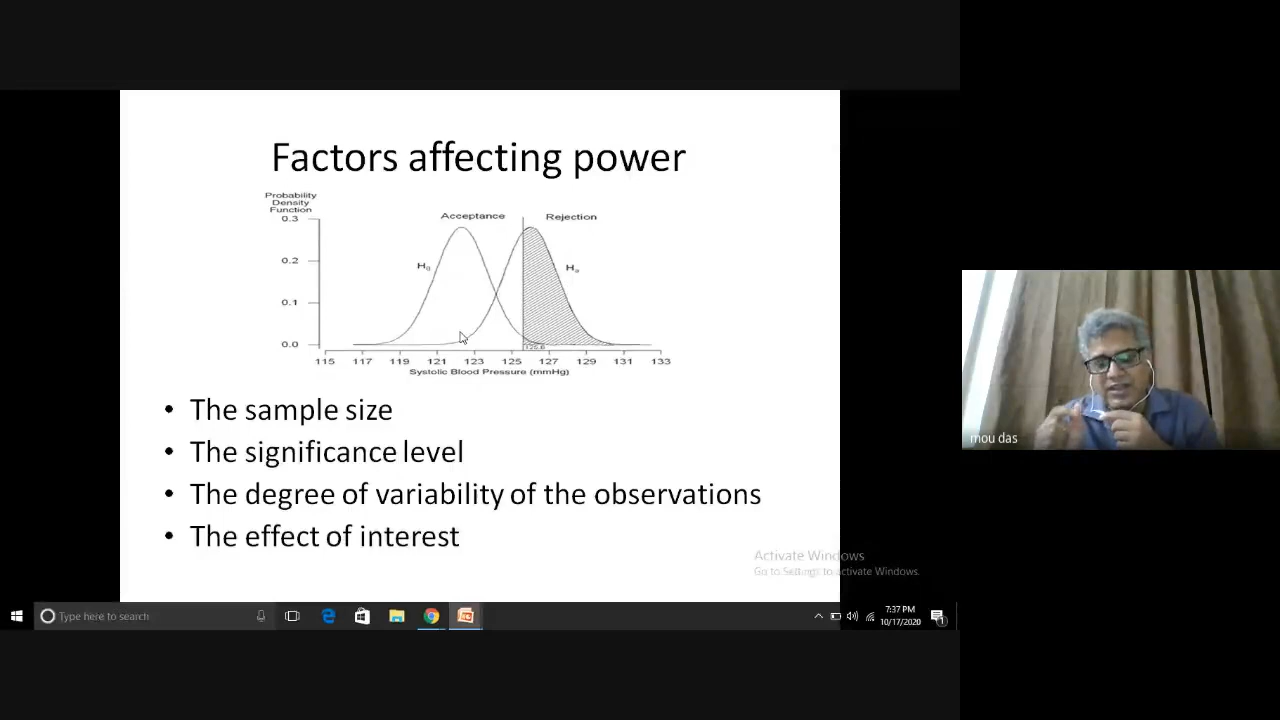 Factors affecting power
Probability
Density
Function
0.3
0.2
0.1
0.0
Acceptance
Rejection
H0
Ha
125.6
115 117 119 121 123 125 127 129 131 133
Systolic Blood Pressure (mmHg)
• The sample size
• The significance level
• The degree of variability of the observations
• The effect of interest
Activate Windows
Go to Settings to activate Windows.
Type here to search
7:37 PM
10/17/2020
1
mou das